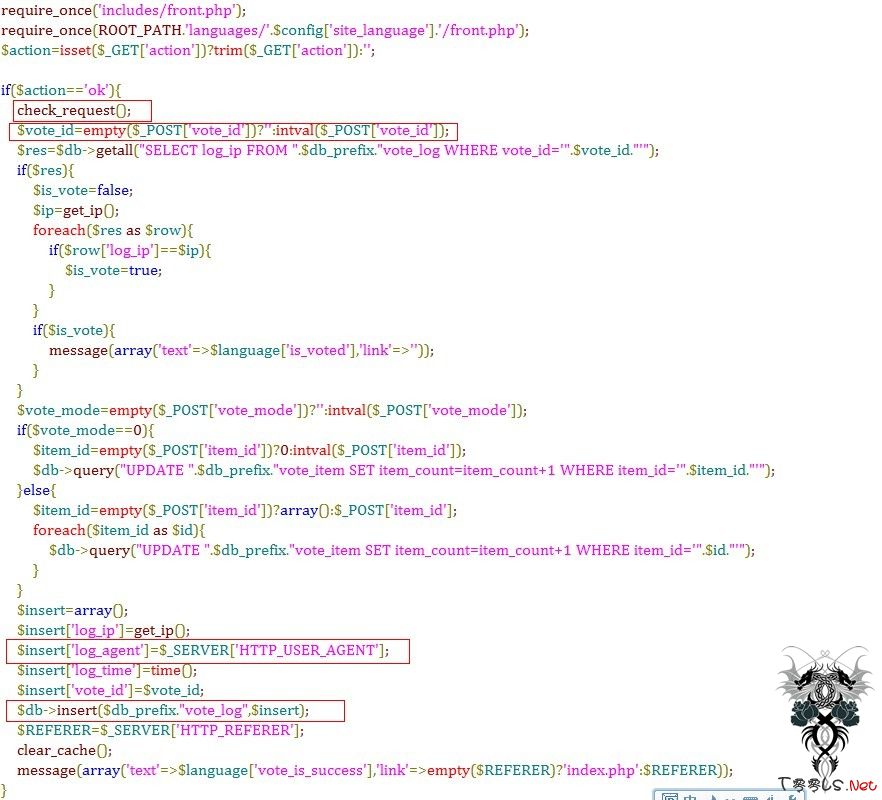 require_once('includes/front.php');
require_once(ROOT_PATH.'languages/'.$config['site_language'].'/front.php');
$action=isset($_GET['action'])?trim($_GET['action']):'';
if($action=='ok'){
check_request();
$vote_id=empty($_POST['vote_id'])?'':intval($_POST['vote_id']);
$res=$db->getall("SELECT log_ip FROM ".$db_prefix."vote_log WHERE vote_id='".$vote_id."'");
if($res){
$is_vote=false;
$ip=get_ip();
foreach($res as $row){
if($row['log_ip']==$ip){
$is_vote=true;
}
}
if($is_vote){
message(array('text'=>$language['is_voted'],'link'=>''));
}
}
$vote_mode=empty($_POST['vote_mode'])?'':intval($_POST['vote_mode']);
if($vote_mode==0){
$item_id=empty($_POST['item_id'])?0:intval($_POST['item_id']);
$db->query("UPDATE ".$db_prefix."vote_item SET item_count=item_count+1 WHERE item_id='".$item_id."'");
}else{
$item_id=empty($_POST['item_id'])?array():$_POST['item_id'];
foreach($item_id as $id){
$db->query("UPDATE ".$db_prefix."vote_item SET item_count=item_count+1 WHERE item_id='".$id."'");
}
}
$insert=array();
$insert['log_ip']=get_ip();
$insert['log_agent']=$_SERVER['HTTP_USER_AGENT'];
$insert['log_time']=time();
$insert['vote_id']=$vote_id;
$db->insert($db_prefix."vote_log",$insert);
$REFERER=$_SERVER['HTTP_REFERER'];
clear_cache();
message(array('text'=>$language['vote_is_success'],'link'=>empty($REFERER)?'index.php':$REFERER));
}
T00LS.Net